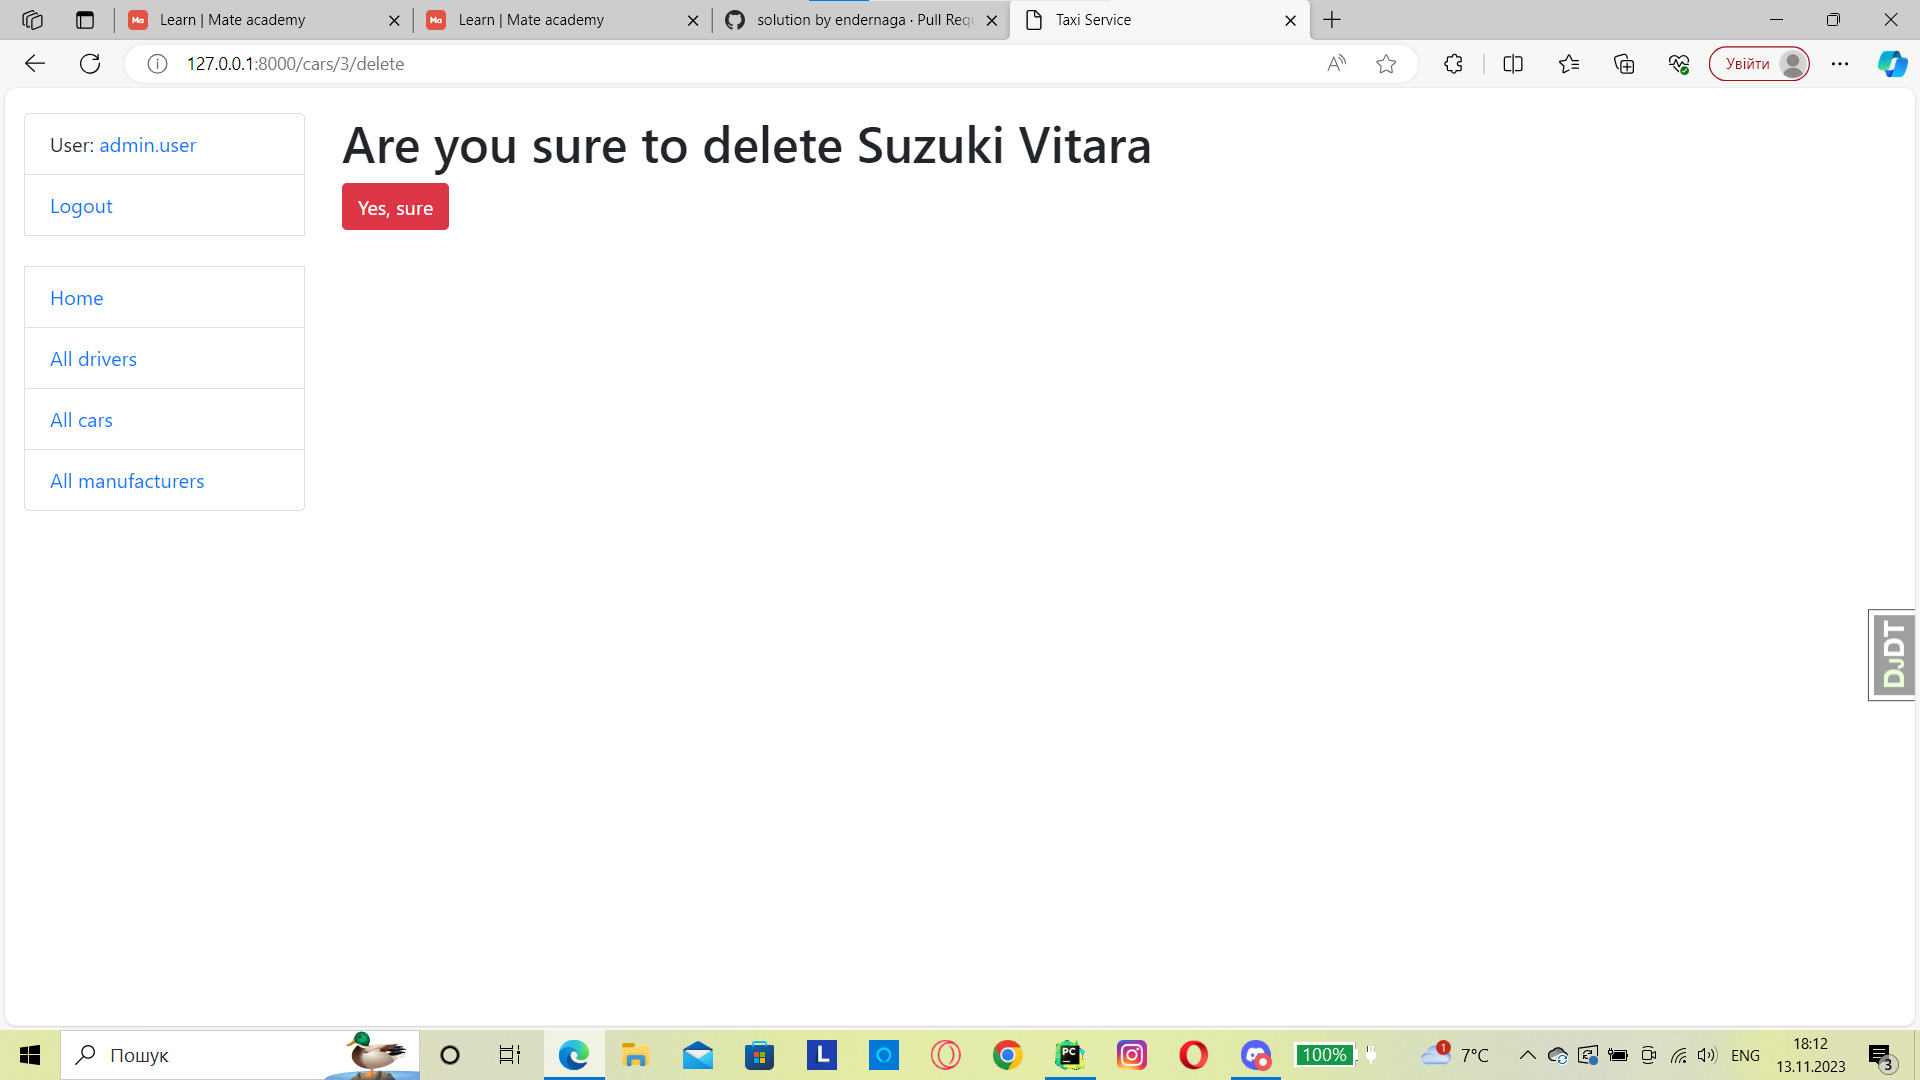 Learn | Mate academy
Learn | Mate academy
solution by endernaga · Pull Requ
Taxi Service
127.0.0.1:8000/cars/3/delete
Увійти
User: admin.user
Logout
Home
All drivers
All cars
All manufacturers
Are you sure to delete Suzuki Vitara
Yes, sure
DjDT
Пошук
100%
1
7°C
ENG
18:12
13.11.2023
3